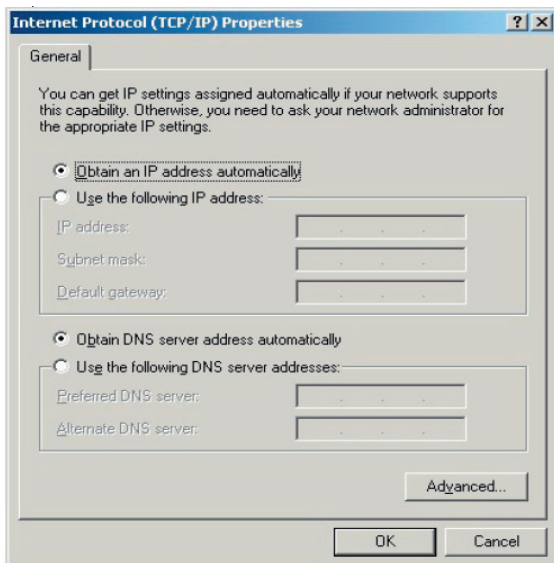 Internet Protocol (TCP/IP) Properties
General
You can get IP settings assigned automatically if your network supports
this capability. Otherwise, you need to ask your network administrator for
the appropriate IP settings.
Obtain an IP address automatically
Use the following IP address:
IP address:
Subnet mask:
Default gateway:
Obtain DNS server address automatically
Use the following DNS server addresses:
Preferred DNS server:
Alternate DNS server:
Advanced...
OK
Cancel